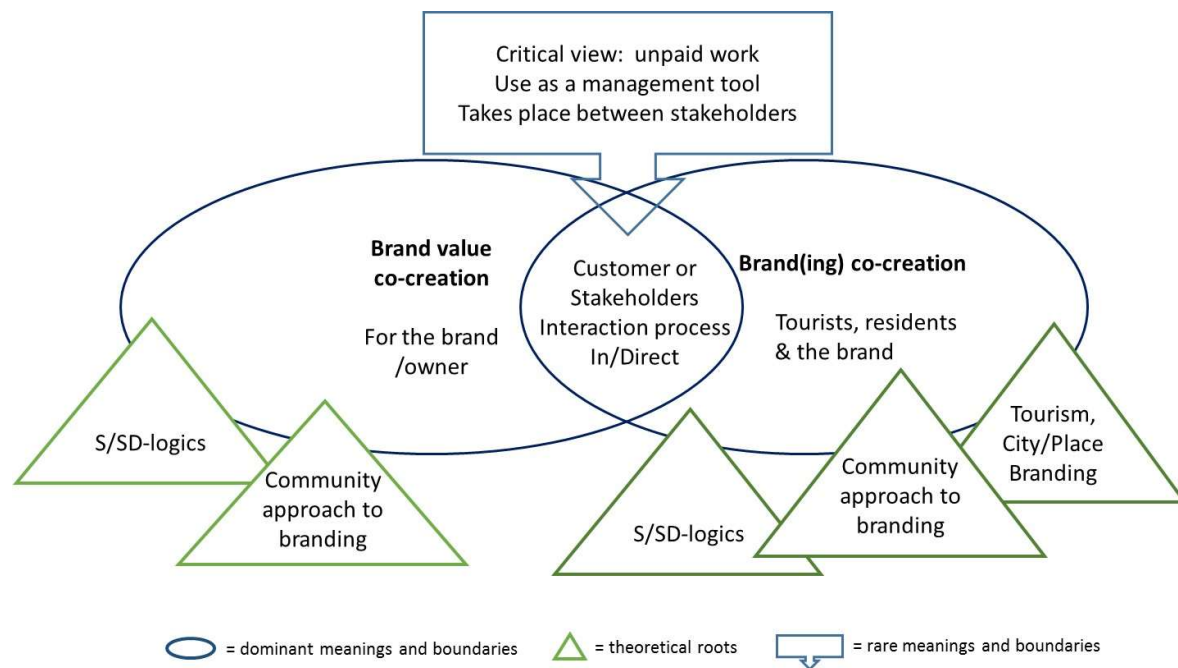 Critical view: unpaid work
Use as a management tool
Takes place between stakeholders
Brand value
co-creation
For the brand
/owner
Customer or
Stakeholders
Interaction process
In/Direct
Brand(ing) co-creation
Tourists, residents
& the brand
S/SD-logics
Community
approach to
branding
S/SD-logics
Community
approach to
branding
Tourism,
City/Place
Branding
= dominant meanings and boundaries
= theoretical roots
= rare meanings and boundaries